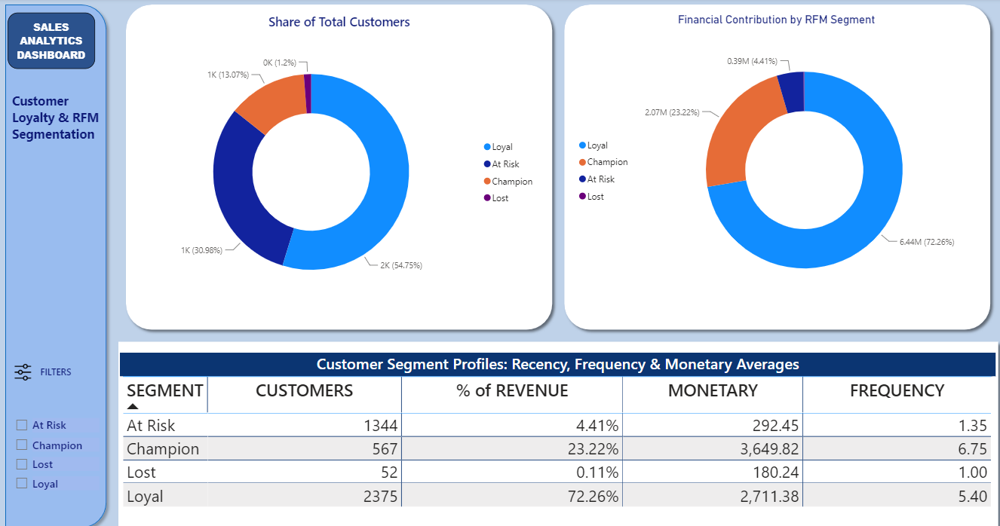 SALES
ANALYTICS
DASHBOARD
Customer
Loyalty & RFM
Segmentation
FILTERS
At Risk
Champion
Lost
Loyal
Share of Total Customers
0K (1.2%)
1K (13.07%)
1K (30.98%)
2K (54.75%)
Loyal
At Risk
Champion
Lost
Financial Contribution by RFM Segment
0.39M (4.41%)
2.07M (23.22%)
6.44M (72.26%)
Loyal
Champion
At Risk
Lost
Customer Segment Profiles: Recency, Frequency & Monetary Averages
SEGMENT CUSTOMERS % of REVENUE MONETARY FREQUENCY
At Risk 1344 4.41% 292.45 1.35
Champion 567 23.22% 3,649.82 6.75
Lost 52 0.11% 180.24 1.00
Loyal 2375 72.26% 2,711.38 5.40